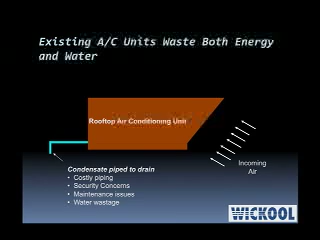 Existing A/C Units Waste Both Energy
and Water
Rooftop Air Conditioning Unit
Incoming
Air
Condensate piped to drain
• Costly piping
• Security Concerns
• Maintenance issues
• Water wastage
WICKOOL